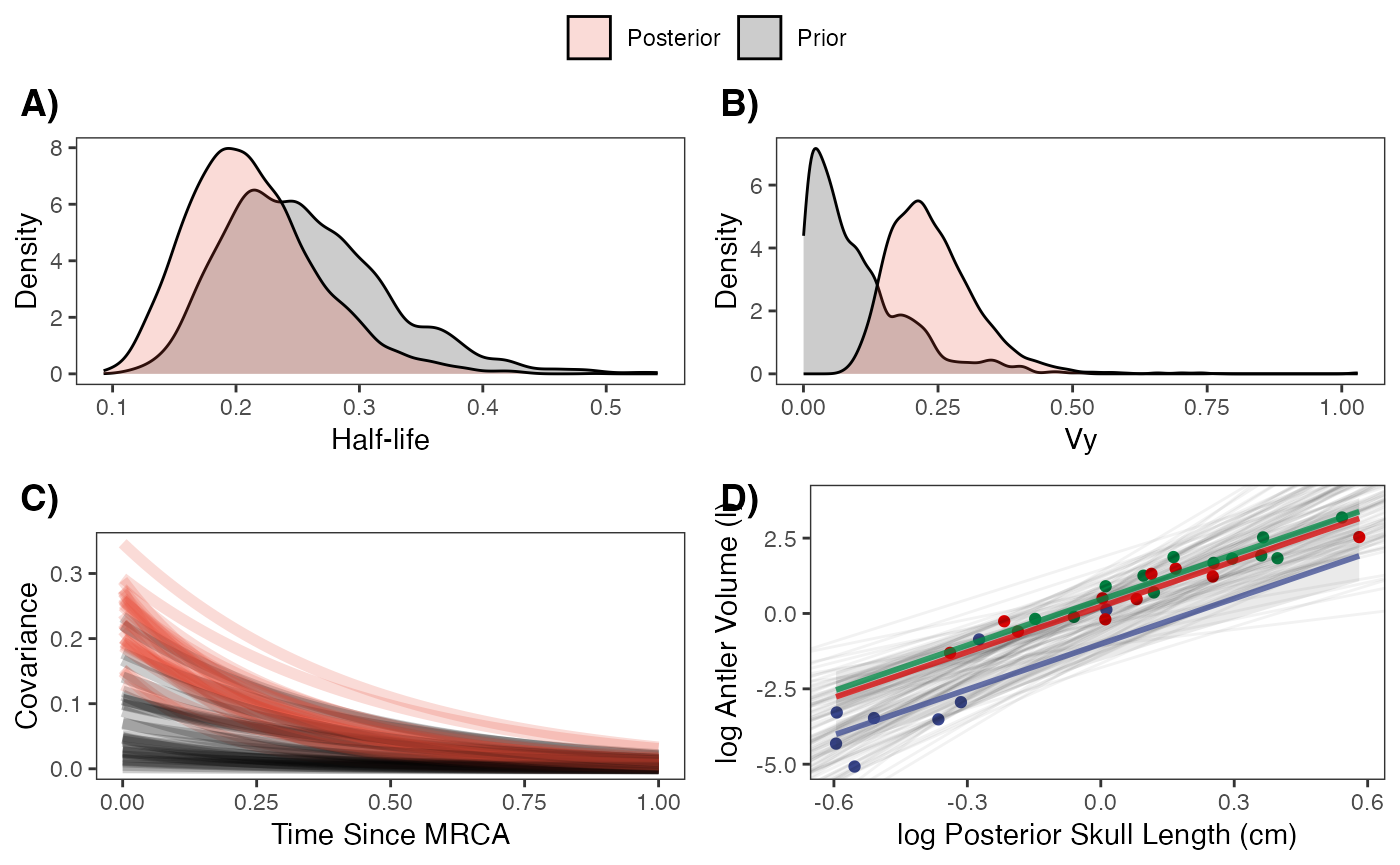 Posterior Prior
A)
Density
8
6
4
2
0
0.1 0.2 0.3 0.4 0.5
Half-life
B)
Density
6
4
2
0
0.00 0.25 0.50 0.75 1.00
Vy
C)
Covariance
0.3
0.2
0.1
0.0
0.00 0.25 0.50 0.75 1.00
Time Since MRCA
D)
log Antler Volume (l)
2.5
0.0
-2.5
-5.0
-0.6 -0.3 0.0 0.3 0.6
log Posterior Skull Length (cm)